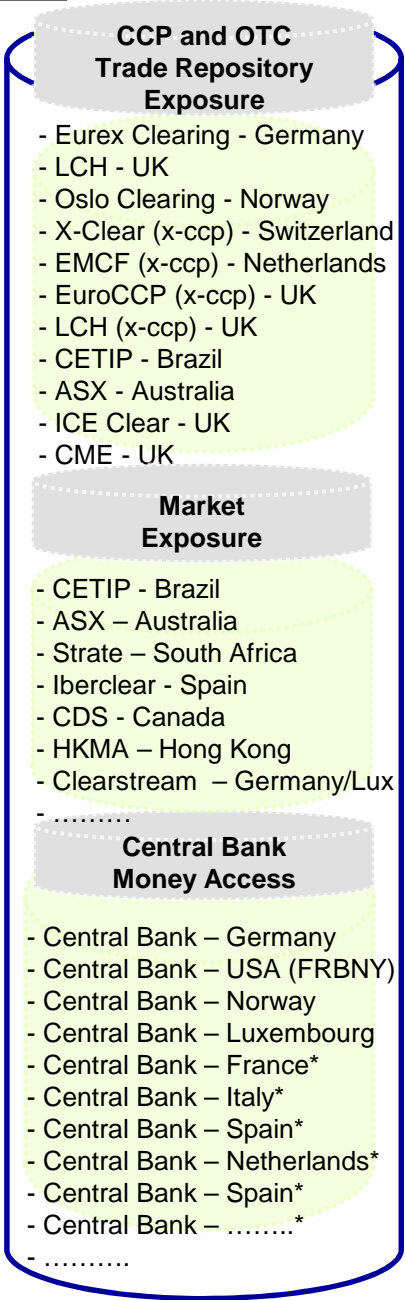 CCP and OTC
Trade Repository
Exposure
- Eurex Clearing - Germany
- LCH - UK
- Oslo Clearing - Norway
- X-Clear (x-ccp) - Switzerland
- EMCF (x-ccp) - Netherlands
- EuroCCP (x-ccp) - UK
- LCH (x-ccp) - UK
- CETIP - Brazil
- ASX - Australia
- ICE Clear - UK
- CME - UK
Market
Exposure
- CETIP - Brazil
- ASX – Australia
- Strate – South Africa
- Iberclear - Spain
- CDS - Canada
- HKMA – Hong Kong
- Clearstream – Germany/Lux
- ………
Central Bank
Money Access
- Central Bank – Germany
- Central Bank – USA (FRBNY)
- Central Bank – Norway
- Central Bank – Luxembourg
- Central Bank – France*
- Central Bank – Italy*
- Central Bank – Spain*
- Central Bank – Netherlands*
- Central Bank – Spain*
- Central Bank – ……..*
- ……….